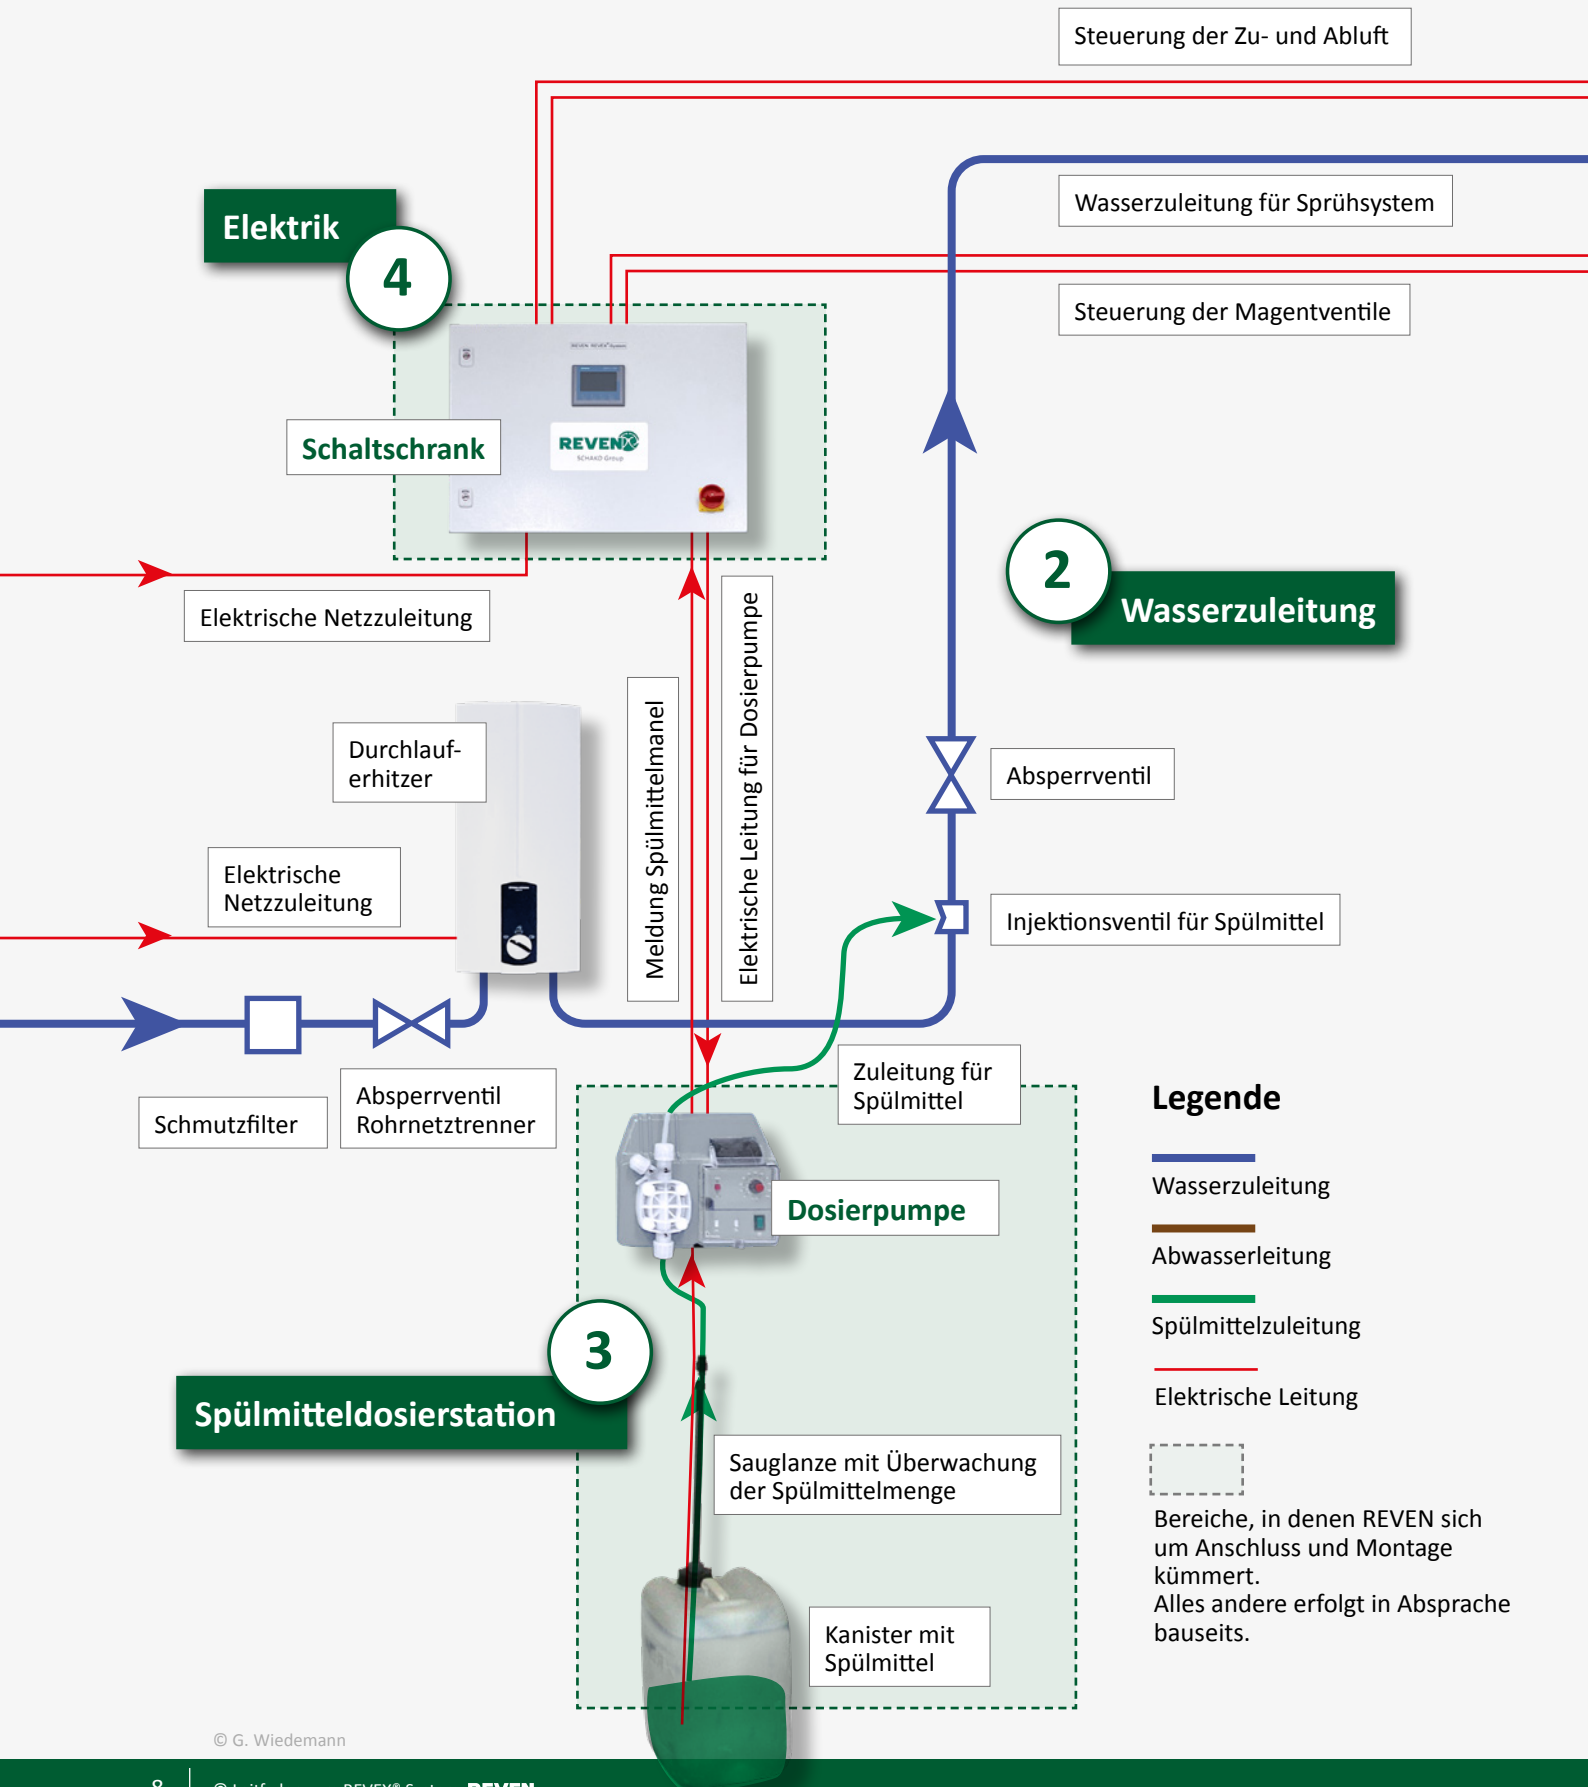 Steuerung der Zu- und Abluft
Wasserzuleitung für Sprühsystem
Elektrik
4
Steuerung der Magentventile
REVEN
SCHAKO Group
Schaltschrank
2
Wasserzuleitung
Elektrische Netzzuleitung
Meldung Spülmittelmanel
Elektrische Leitung für Dosierpumpe
Durchlauf-
erhitzer
Absperrventil
Elektrische
Netzzuleitung
Injektionsventil für Spülmittel
Schmutzfilter
Absperrventil
Rohrnetztrenner
Zuleitung für
Spülmittel
Dosierpumpe
3
Spülmitteldosierstation
Sauglanze mit Überwachung
der Spülmittelmenge
Kanister mit
Spülmittel
Legende
Wasserzuleitung
Abwasserleitung
Spülmittelzuleitung
Elektrische Leitung
Bereiche, in denen REVEN sich
um Anschluss und Montage
kümmert.
Alles andere erfolgt in Absprache
bauseits.
© G. Wiedemann